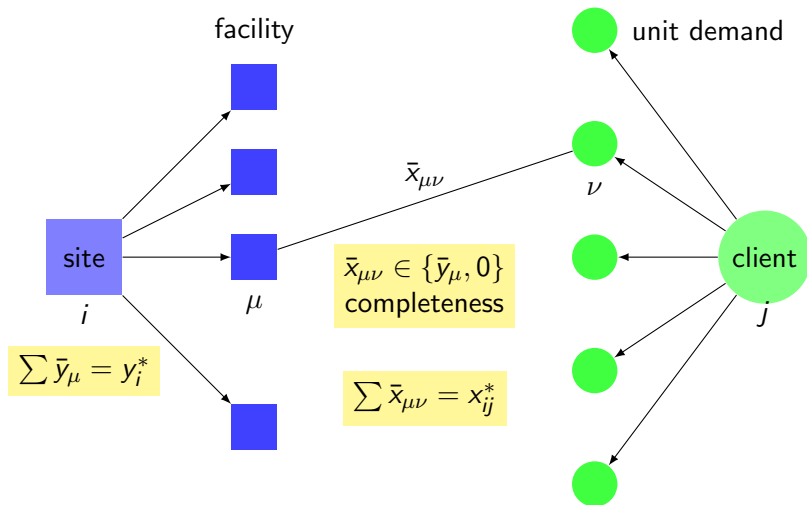 facility
unit demand
x̄_{μν}
ν
site
client
i
μ
j
x̄_{μν} ∈ {ȳ_μ, 0}
completeness
∑ ȳ_μ = y_i^*
∑ x̄_{μν} = x_{ij}^*